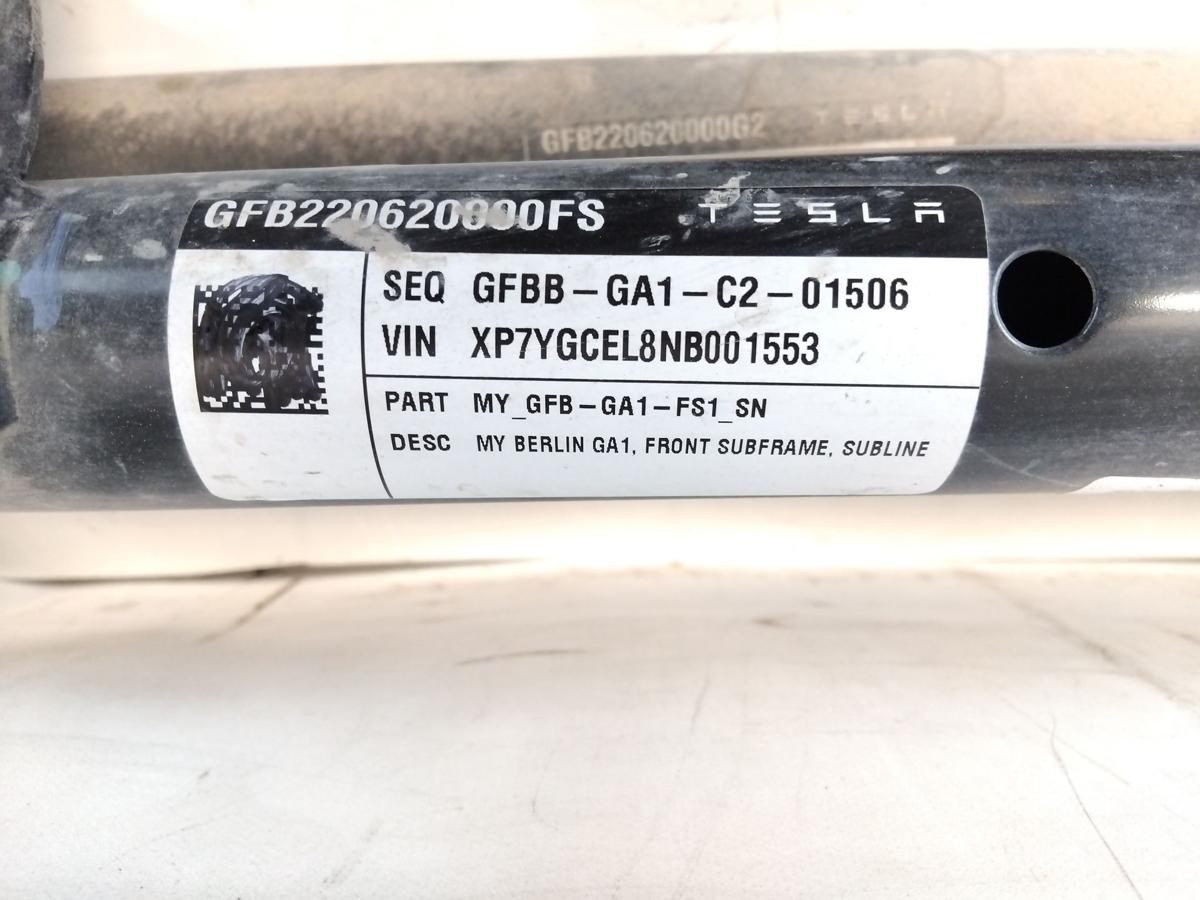 GFB220620000G2 TESLA
GFB220620000FS TESLA
SEQ GFBB-GA1-C2-01506
VIN XP7YGCEL8NB001553
PART MY_GFB-GA1-FS1_SN
DESC MY BERLIN GA1, FRONT SUBFRAME, SUBLINE